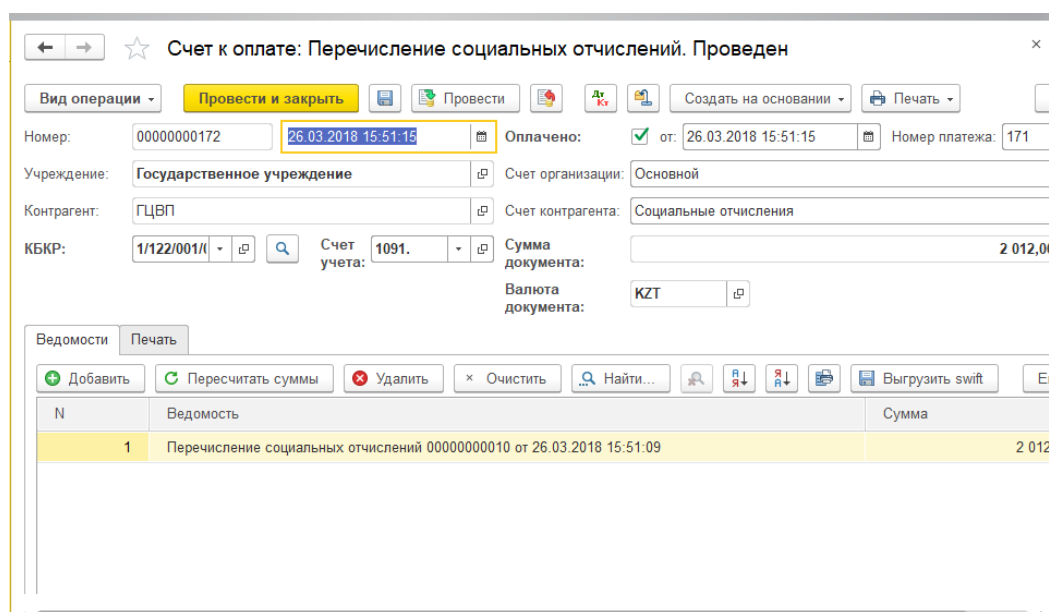 Счет к оплате: Перечисление социальных отчислений. Проведен
Вид операции Провести и закрыть Провести Дт Кт Создать на основании Печать
Номер: 00000000172 26.03.2018 15:51:15 Оплачено: от: 26.03.2018 15:51:15 Номер платежа: 171
Учреждение: Государственное учреждение Счет организации: Основной
Контрагент: ГЦВП Счет контрагента: Социальные отчисления
КБКР: 1/122/001/ Счет учета: 1091. Сумма документа: 2 012,0
Валюта документа: KZT
Ведомости Печать
Добавить Пересчитать суммы Удалить × Очистить Найти... Выгрузить swift
N Ведомость Сумма
1 Перечисление социальных отчислений 00000000010 от 26.03.2018 15:51:09 2 012